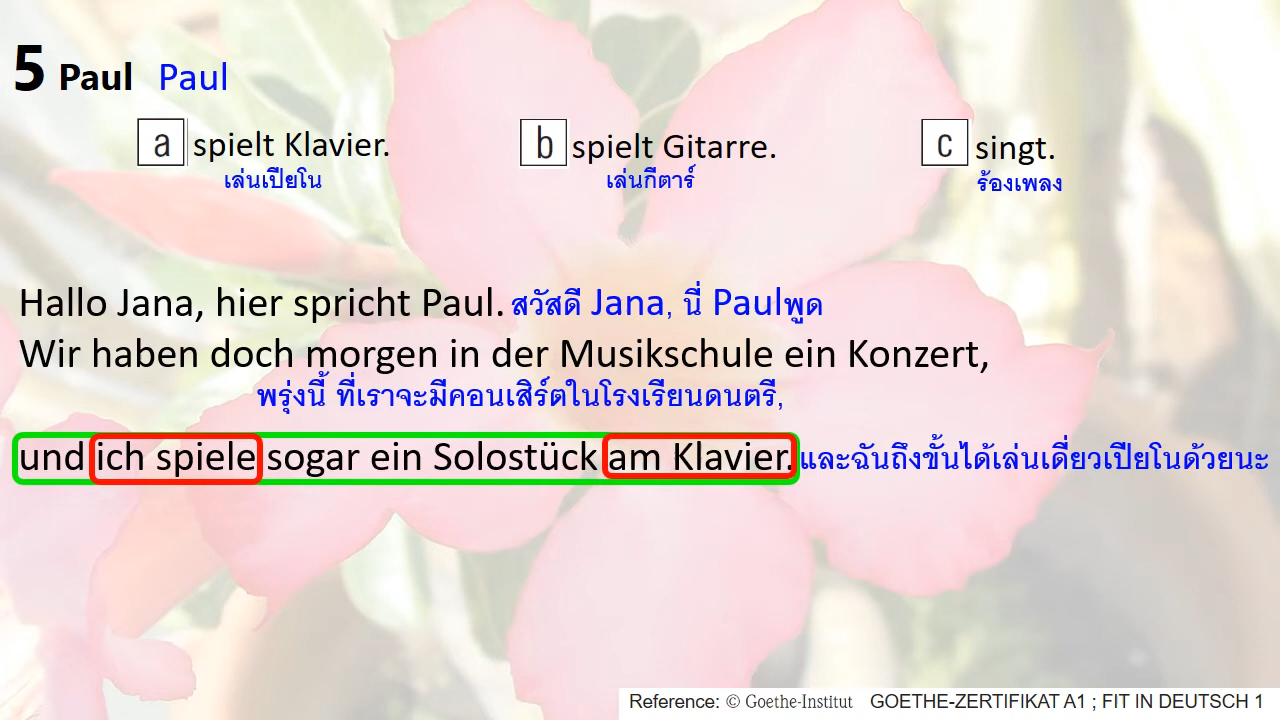 5 Paul Paul
a spielt Klavier. b spielt Gitarre. c singt.
เล่นเปียโน เล่นกีตาร์ ร้องเพลง
Hallo Jana, hier spricht Paul. สวัสดี Jana, นี่ Paulพูด
Wir haben doch morgen in der Musikschule ein Konzert,
พรุ่งนี้ ที่เราจะมีคอนเสิร์ตในโรงเรียนดนตรี,
und ich spiele sogar ein Solostück am Klavier. และฉันถึงขั้นได้เล่นเดี่ยวเปียโนด้วยนะ
Reference: © Goethe-Institut GOETHE-ZERTIFIKAT A1 ; FIT IN DEUTSCH 1